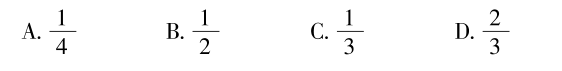 A. 1/4 B. 1/2 C. 1/3 D. 2/3